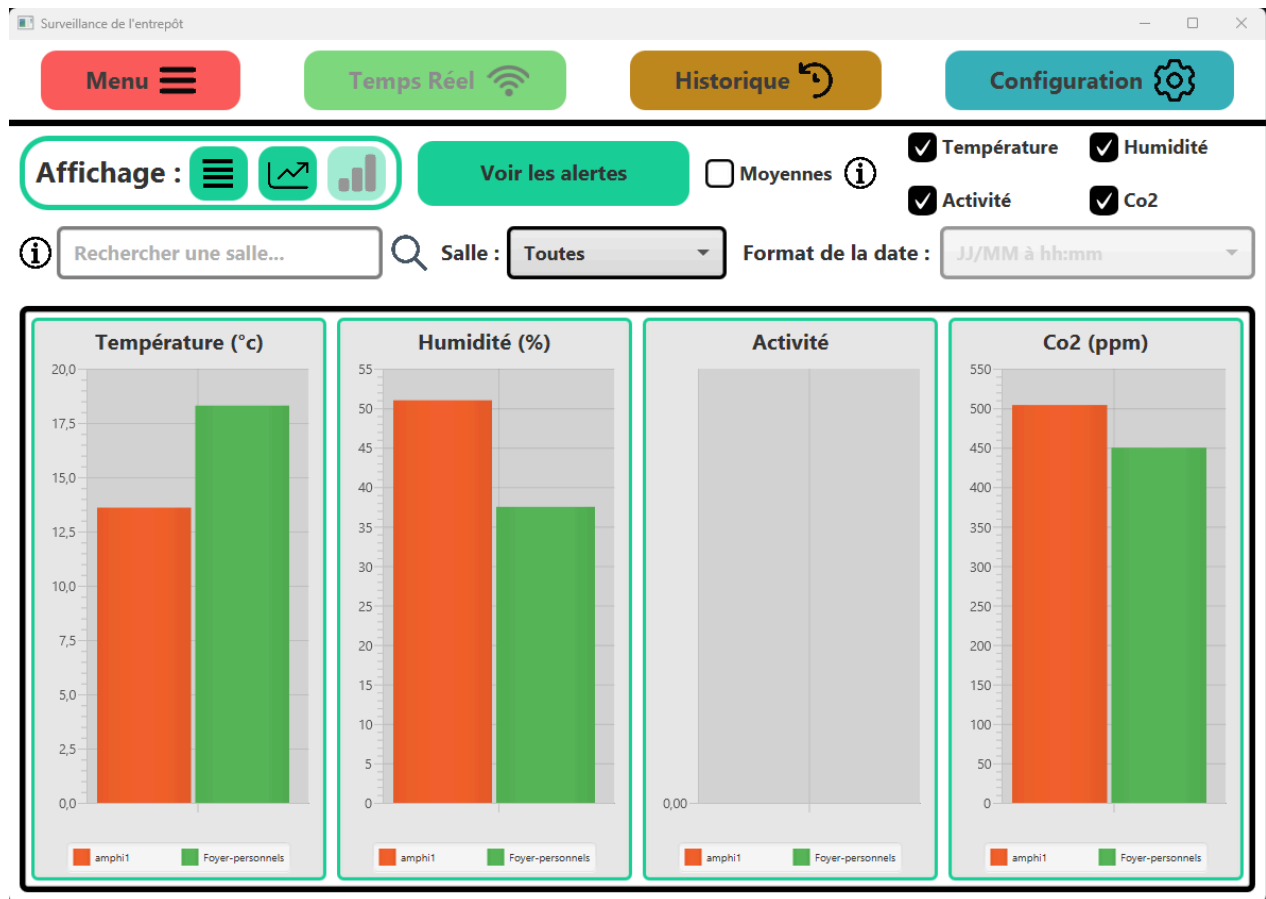 Surveillance de l'entrepôt
Menu
Temps Réel
Historique
Configuration
Affichage :
Voir les alertes
Moyennes
Température
Humidité
Activité
Co2
Rechercher une salle...
Salle :
Toutes
Format de la date :
JJ/MM à hh:mm
Température (°c)
20,0
17,5
15,0
12,5
10,0
7,5
5,0
2,5
0,0
amphi1
Foyer-personnels
Humidité (%)
55
50
45
40
35
30
25
20
15
10
5
0
amphi1
Foyer-personnels
Activité
0,00
amphi1
Foyer-personnels
Co2 (ppm)
550
500
450
400
350
300
250
200
150
100
50
0
amphi1
Foyer-personnels